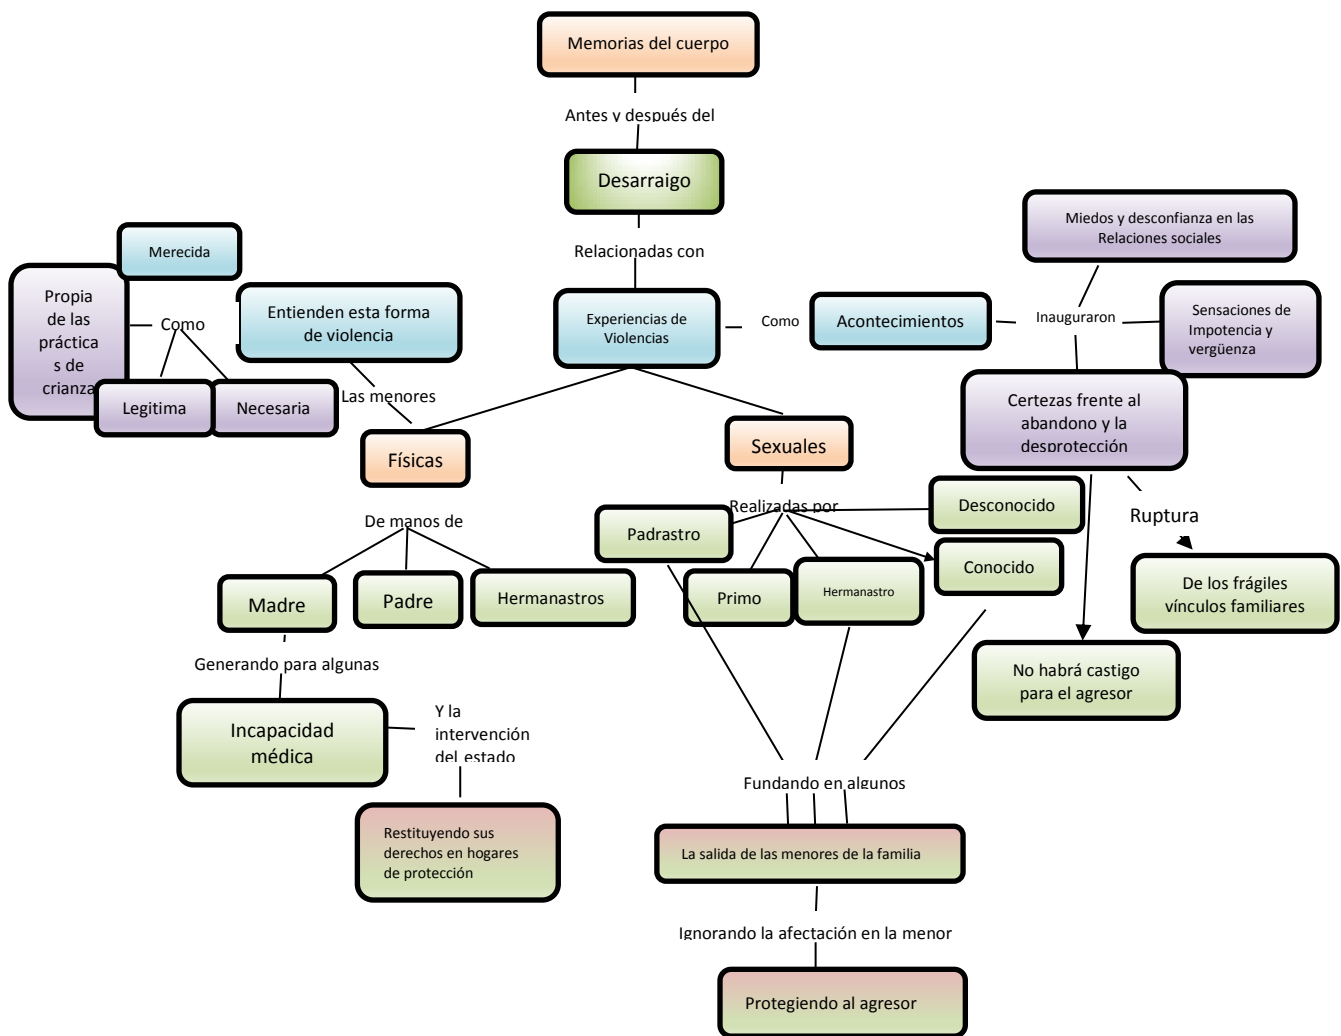 Memorias del cuerpo
Antes y después del
Desarraigo
Relacionadas con
Experiencias de
Violencias
Como
Acontecimientos
Inauguraron
Miedos y desconfianza en las
Relaciones sociales
Sensaciones de
Impotencia y
vergüenza
Certezas frente al
abandono y la
desprotección
Ruptura
De los frágiles
vínculos familiares
No habrá castigo
para el agresor
Merecida
Propia
de las
práctica
s de
crianza
Como
Legitima
Necesaria
Entienden esta forma
de violencia
Las menores
Físicas
De manos de
Madre
Padre
Hermanastros
Generando para algunas
Incapacidad
médica
Y la
intervención
del estado
Restituyendo sus
derechos en hogares
de protección
Sexuales
Realizadas por
Padrastro
Primo
Hermanastro
Conocido
Desconocido
Fundando en algunos
La salida de las menores de la familia
Ignorando la afectación en la menor
Protegiendo al agresor